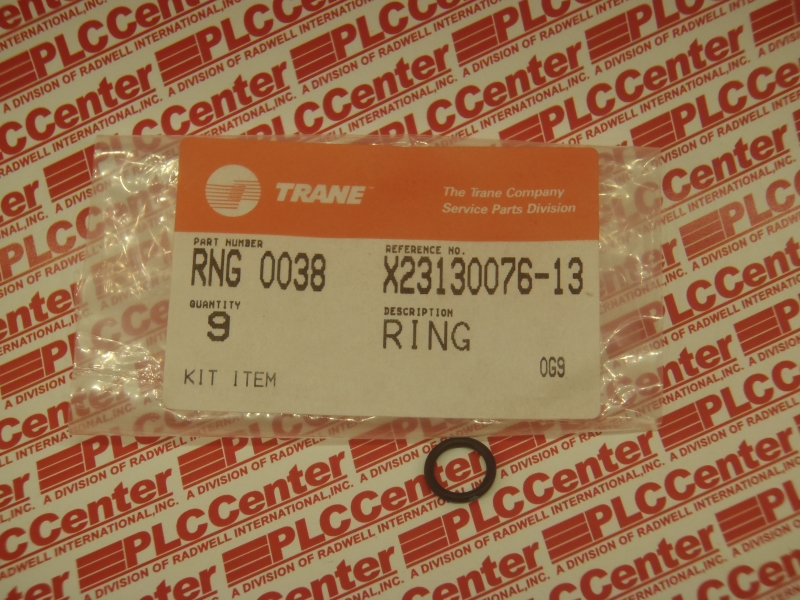 TRANE
The Trane Company
Service Parts Division
PART NUMBER
RNG 0038
REFERENCE NO.
X23130076-13
QUANTITY
9
DESCRIPTION
RING
KIT ITEM
0G9
PLCCenter
A DIVISION OF RADWELL INTERNATIONAL, INC.